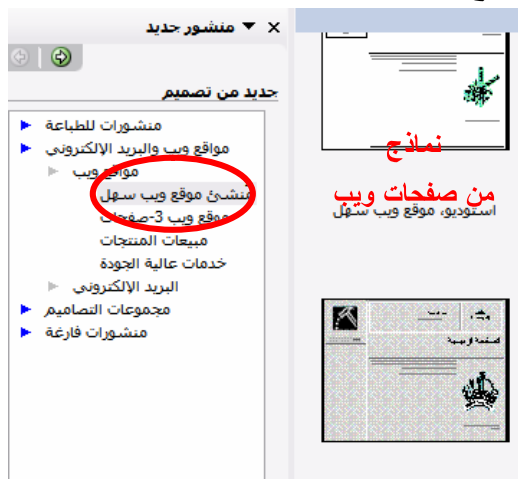 منشور جديد
جديد من تصميم
منشورات للطباعة
مواقع ويب والبريد الإلكتروني
مواقع ويب
منشئ موقع ويب سهل
موقع ويب 3-صفحات
مبيعات المنتجات
خدمات عالية الجودة
البريد الإلكتروني
مجموعات التصاميم
منشورات فارغة
نماذج
من صفحات ويب
استوديو، موقع ويب سهل